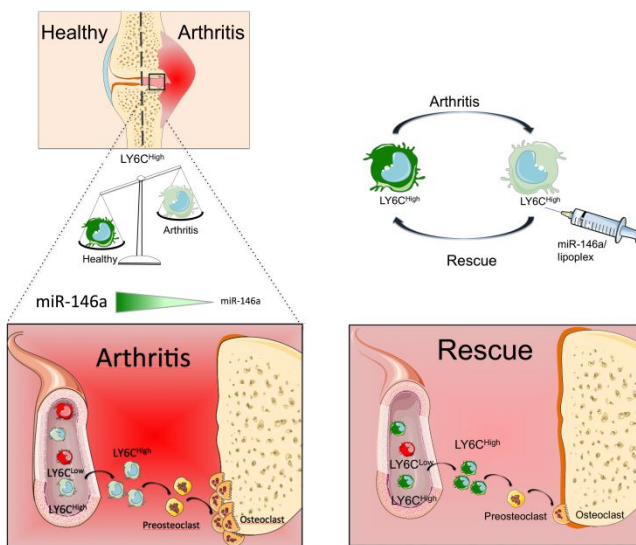 Healthy Arthritis
LY6CHigh
Arthritis
Healthy
miR-146a miR-146a
Arthritis
LY6CHigh
LY6CHigh
miR-146a/
lipoplex
Rescue
Arthritis
LY6CHigh
LY6CLow
LY6CHigh
Preosteoclast
Osteoclast
Rescue
LY6CHigh
LY6CLow
LY6CHigh
Preosteoclast
Osteoclast